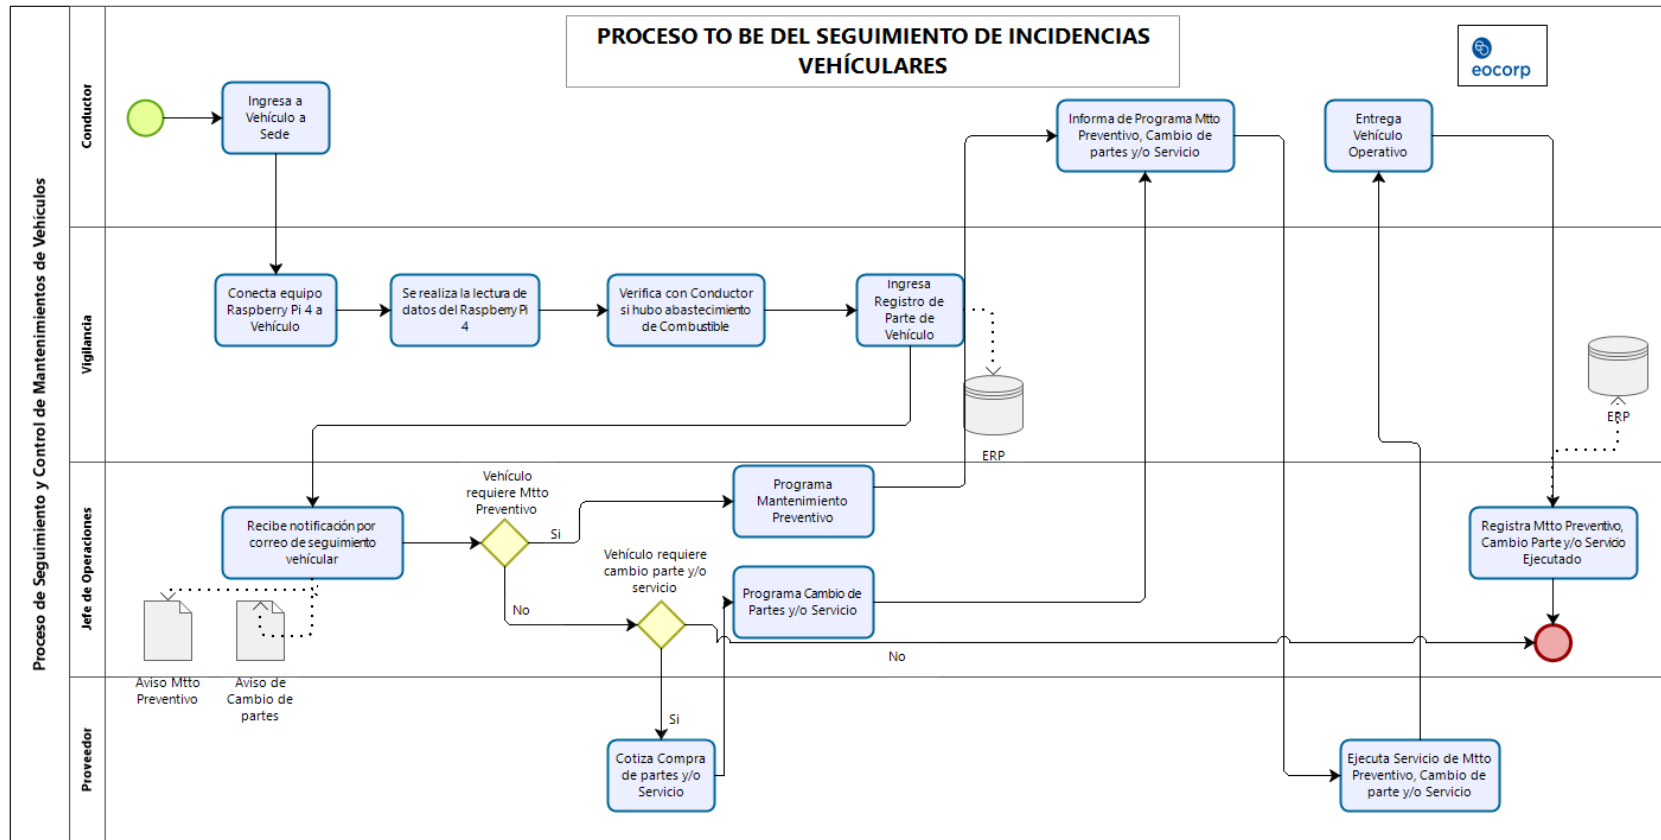 PROCESO TO BE DEL SEGUIMIENTO DE INCIDENCIAS
VEHÍCULARES
eocorp
Proceso de Seguimiento y Control de Mantenimientos de Vehículos
Conductor
Ingresa a
Vehículo a
Sede
Informa de Programa Mtto
Preventivo, Cambio de
partes y/o Servicio
Entrega
Vehículo
Operativo
Vigilancia
Conecta equipo
Raspberry Pi 4 a
Vehículo
Se realiza la lectura de
datos del Raspberry Pi
4
Verifica con Conductor
si hubo abastecimiento
de Combustible
Ingresa
Registro de
Parte de
Vehículo
ERP
ERP
Jefe de Operaciones
Recibe notificación por
correo de seguimiento
vehícular
Aviso Mtto
Preventivo
Aviso de
Cambio de
partes
Vehículo
requiere Mtto
Preventivo
Si
No
Programa
Mantenimiento
Preventivo
Vehículo requiere
cambio parte y/o
servicio
Programa Cambio de
Partes y/o Servicio
No
Si
Registra Mtto Preventivo,
Cambio Parte y/o Servicio
Ejecutado
Proveedor
Cotiza Compra
de partes y/o
Servicio
Ejecuta Servicio de Mtto
Preventivo, Cambio de
parte y/o Servicio